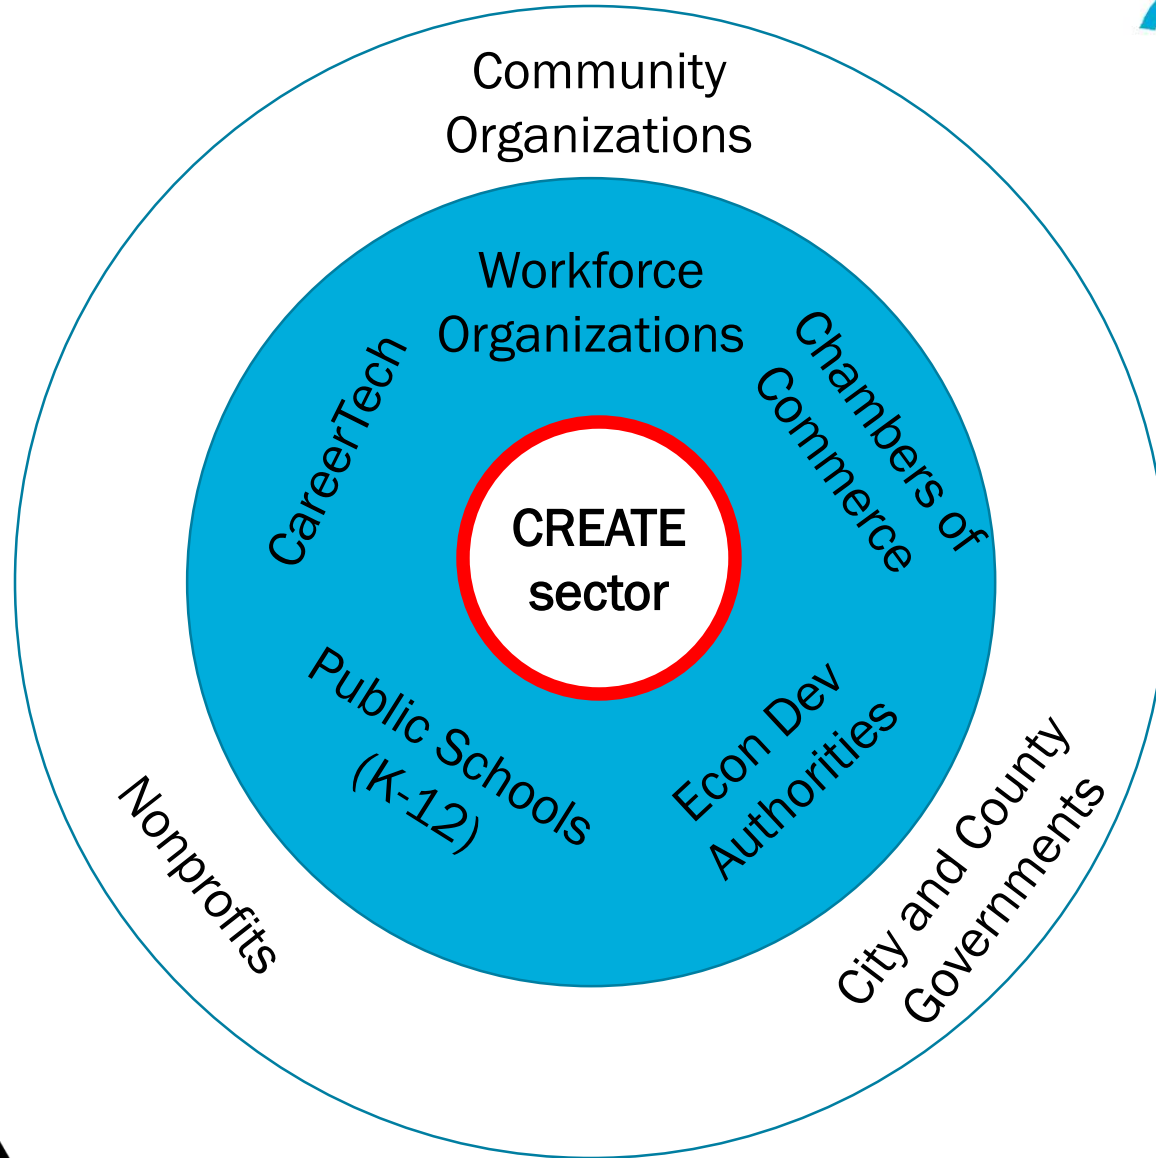 Community
Organizations
Workforce
Organizations
CareerTech
Chambers of
Commerce
CREATE
sector
Public Schools
(K-12)
Econ Dev
Authorities
Nonprofits
City and County
Governments